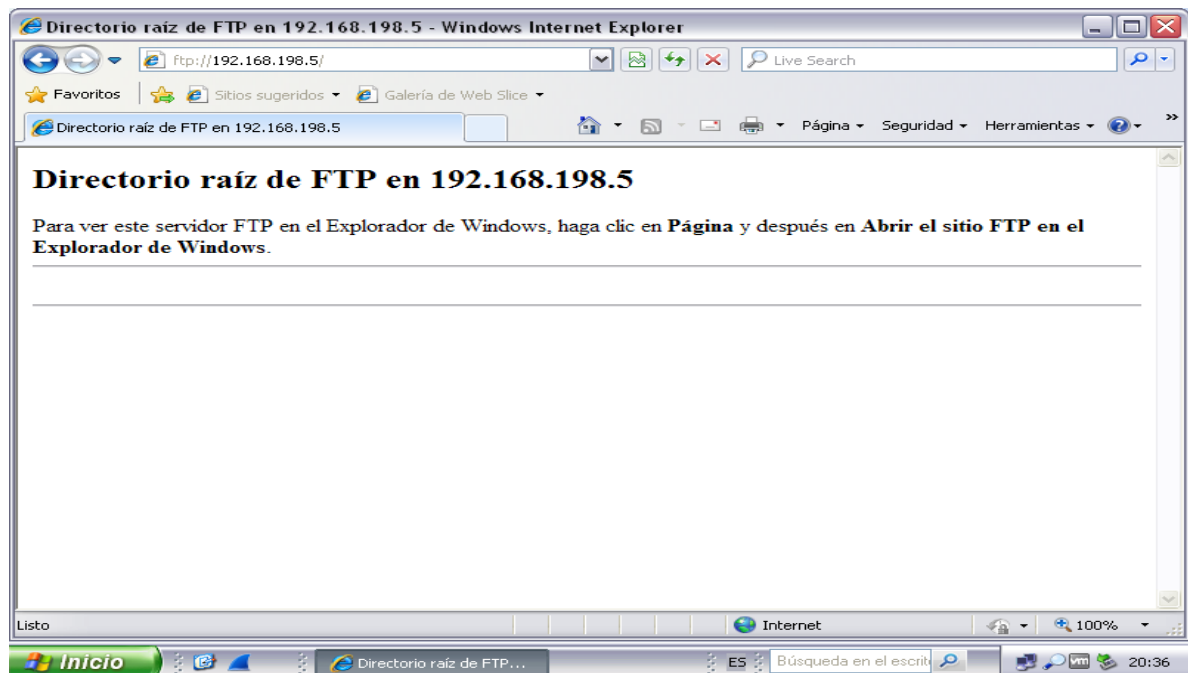 Directorio raíz de FTP en 192.168.198.5 - Windows Internet Explorer
ftp://192.168.198.5/
Live Search
Favoritos
Sitios sugeridos
Galería de Web Slice
Directorio raíz de FTP en 192.168.198.5
Página
Seguridad
Herramientas
Directorio raíz de FTP en 192.168.198.5
Para ver este servidor FTP en el Explorador de Windows, haga clic en Página y después en Abrir el sitio FTP en el
Explorador de Windows.
Listo
Internet
100%
Inicio
Directorio raíz de FTP...
ES
Búsqueda en el escrit
vm
20:36